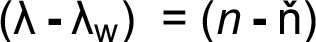 (λ - λw) = (n - ň)